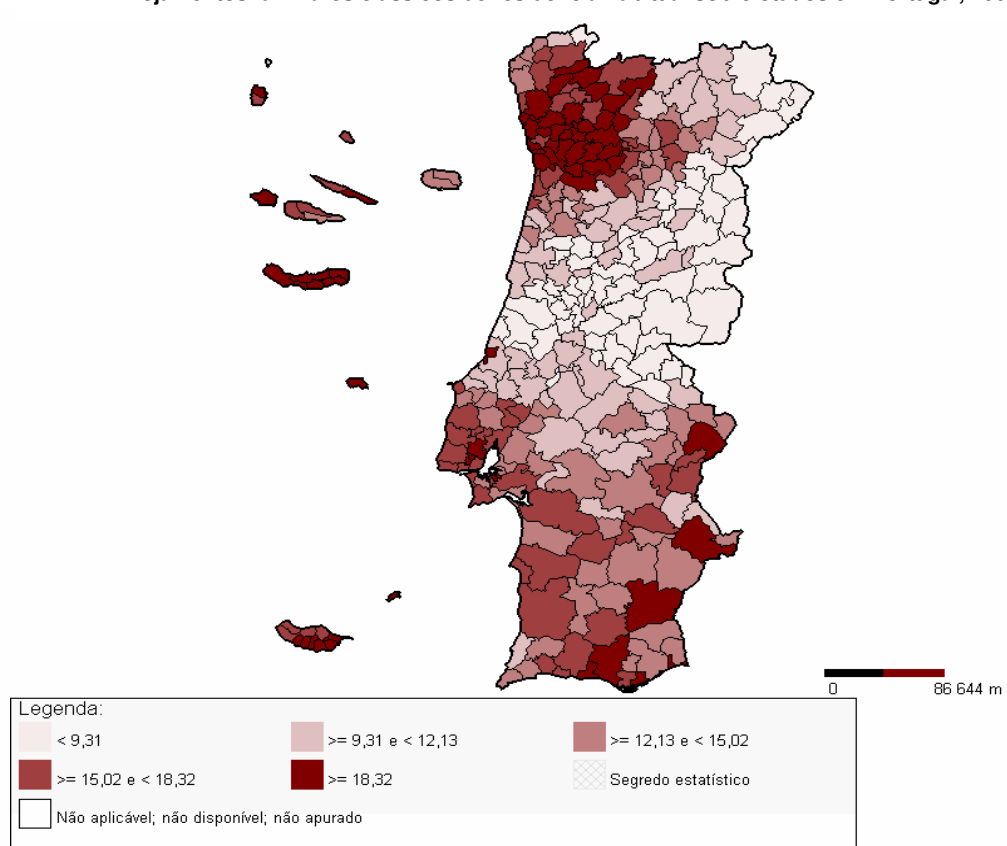 0 86 644 m
Legenda:
< 9,31 >= 9,31 e < 12,13 >= 12,13 e < 15,02
>= 15,02 e < 18,32 >= 18,32 Segredo estatístico
Não aplicável; não disponível; não apurado